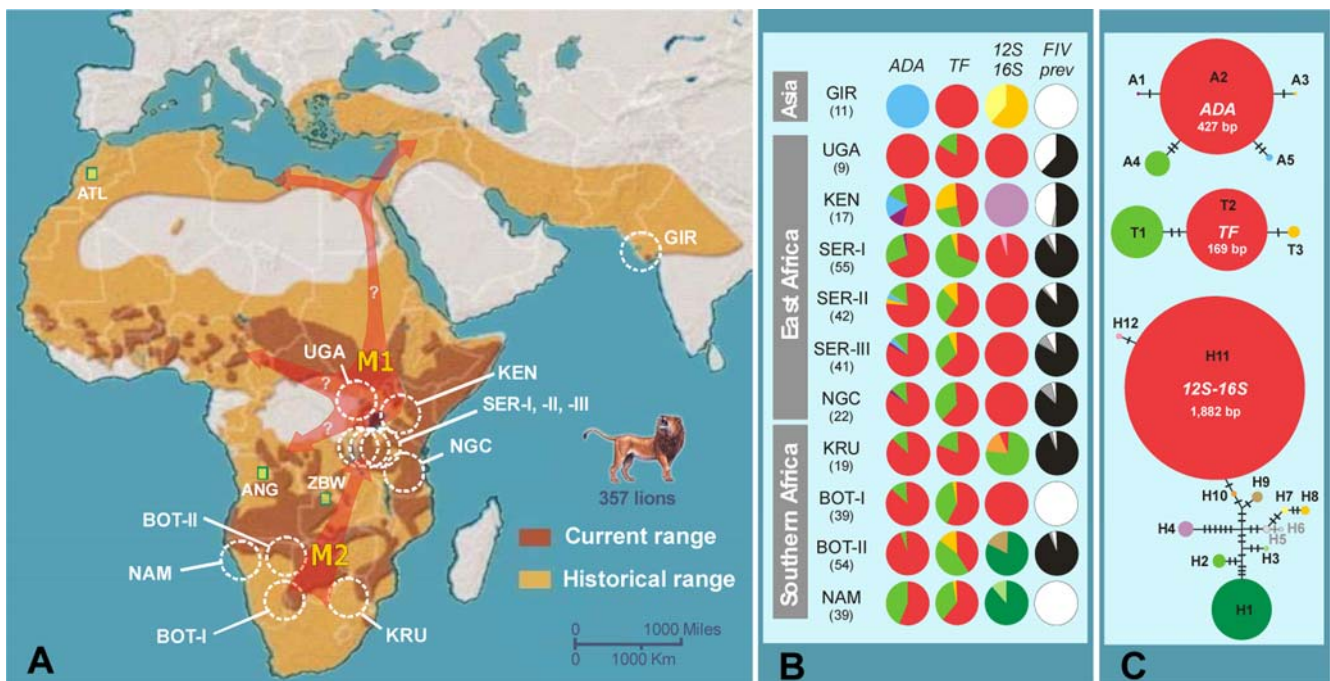 ATL
GIR
?
M1
UGA
KEN
SER-I, -II, -III
?
?
NGC
ANG
ZBW
357 lions
BOT-II
M2
NAM
BOT-I
KRU
Current range
Historical range
0 1000 Miles
0 1000 Km
A
ADA TF 12S FIV
16S prev
Asia
GIR
(11)
East Africa
UGA
(9)
KEN
(17)
SER-I
(55)
SER-II
(42)
SER-III
(41)
NGC
(22)
Southern Africa
KRU
(19)
BOT-I
(39)
BOT-II
(54)
NAM
(39)
B
A1 A2 A3
ADA
427 bp
A4 A5
T1 T2 T3
TF
169 bp
H12
H11
12S-16S
1,882 bp
H10 H9 H7 H8
H4 H6
H5
H2 H3
H1
C